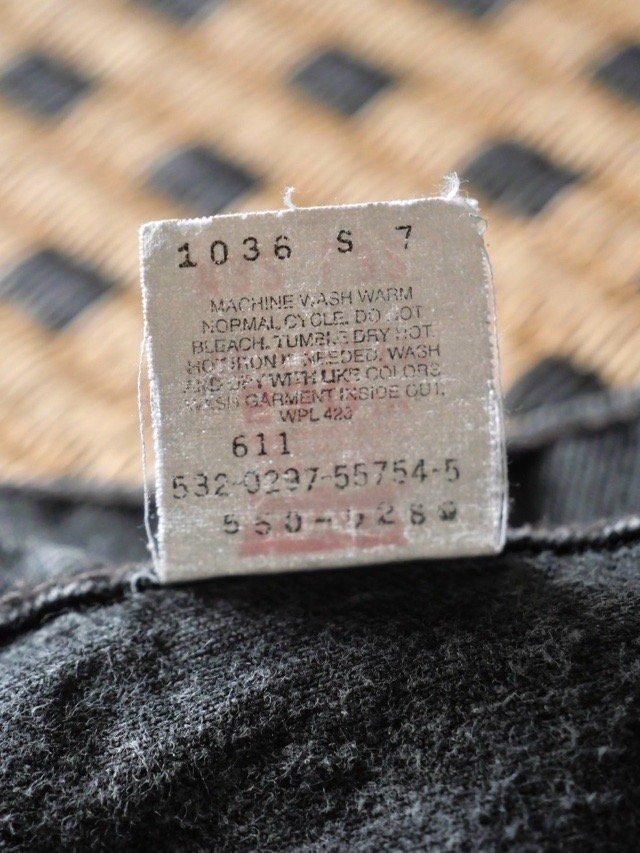 1036 S 7
MACHINE WASH WARM
NORMAL CYCLE. DO NOT
BLEACH. TUMBLE DRY HOT.
HOT IRON IF NEEDED. WASH
AND DRY WITH LIKE COLORS.
WASH GARMENT INSIDE OUT.
WPL 423
611
532-0297-55754-5